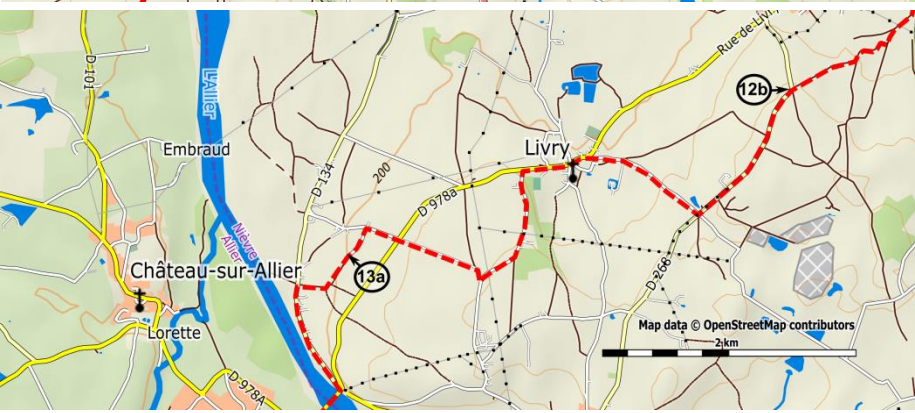 D 101
L'Allier
Embraud
D 134
200
D 978a
Livry
Rue de Livr
12b
Nièvre
Allier
Château-sur-Allier
13a
Lorette
D 268
Map data © OpenStreetMap contributors
2 km
D 978A